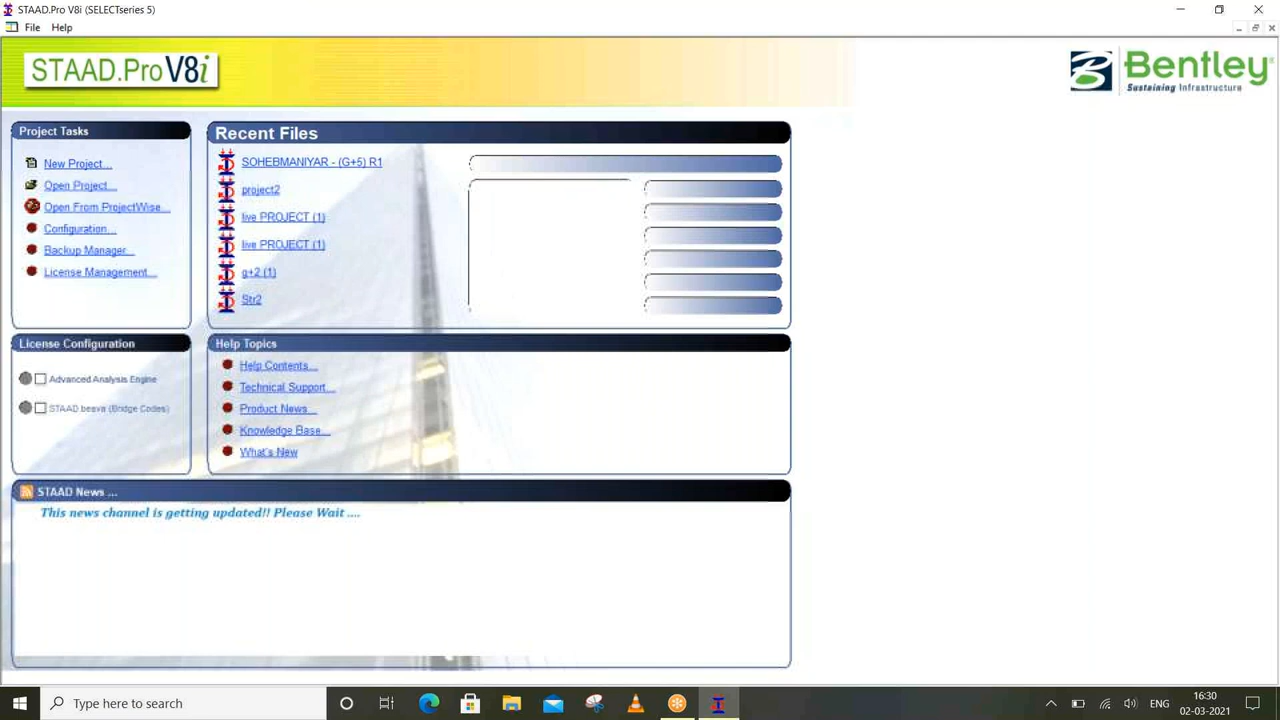 STAAD.Pro V8i (SELECTseries 5)
File Help
STAAD.Pro V8i
Bentley
Sustaining Infrastructure
Project Tasks
New Project...
Open Project...
Open From ProjectWise...
Configuration...
Backup Manager...
License Management...
Recent Files
SOHEBMANIYAR - (G+5) R1
project2
live PROJECT (1)
live PROJECT (1)
g+2 (1)
Str2
License Configuration
Advanced Analysis Engine
STAAD.beava (Bridge Codes)
Help Topics
Help Contents...
Technical Support...
Product News...
Knowledge Base...
What's New
STAAD News ...
This news channel is getting updated!! Please Wait ....
Type here to search
ENG
16:30
02-03-2021